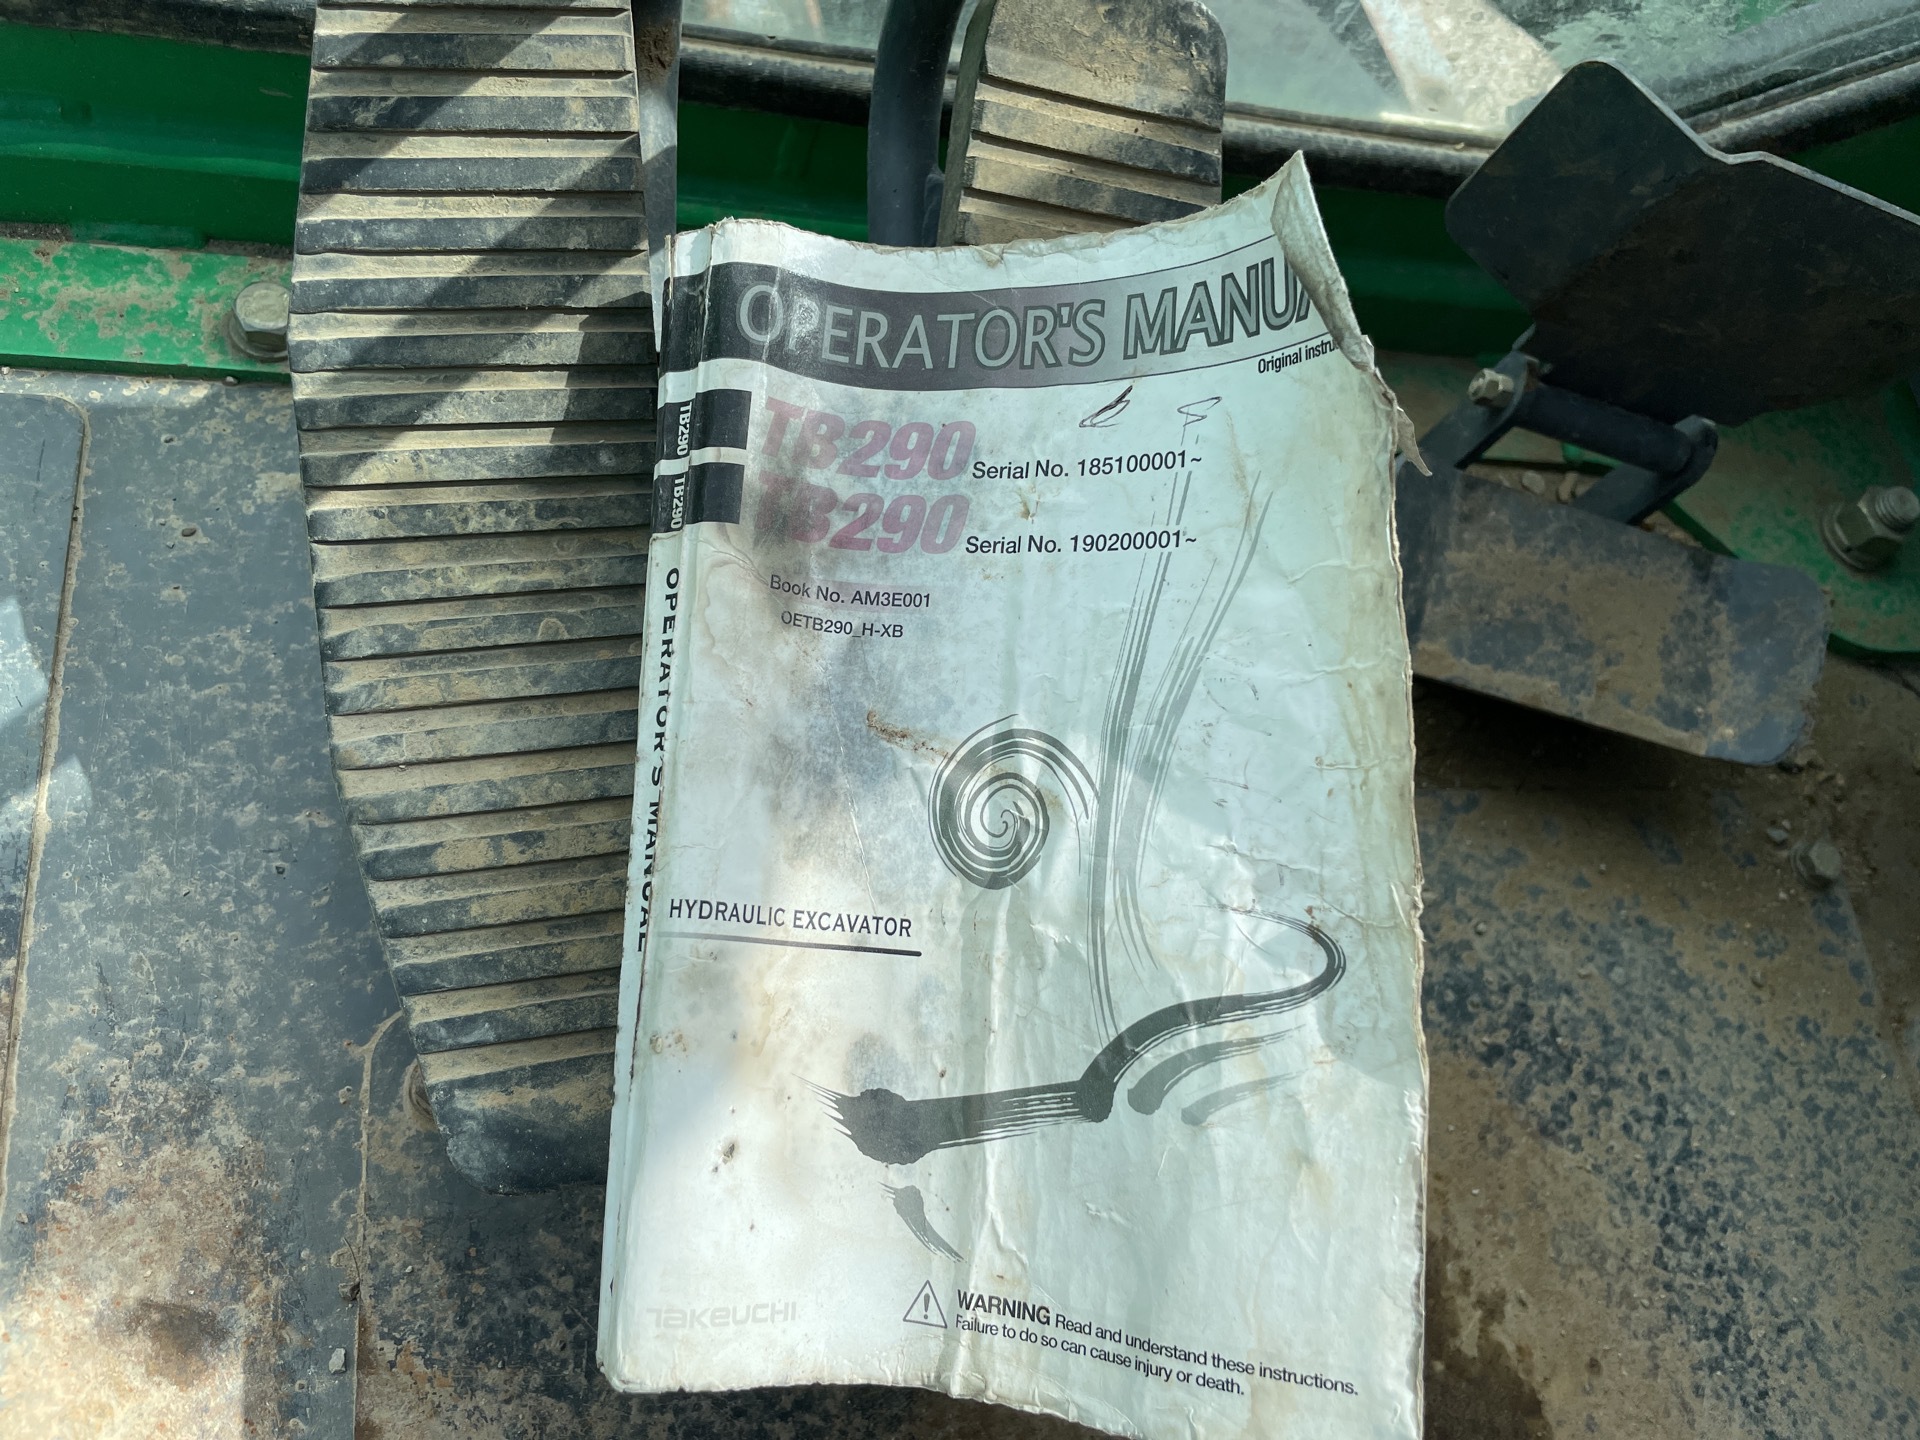 OPERATOR'S MANUA
Original instru
TB290 Serial No. 185100001~
TB290 Serial No. 190200001~
Book No. AM3E001
OETB290_H-XB
HYDRAULIC EXCAVATOR
TAKEUCHI
WARNING Read and understand these instructions.
Failure to do so can cause injury or death.
TB290
TB290
OPERATOR'S MANUAL